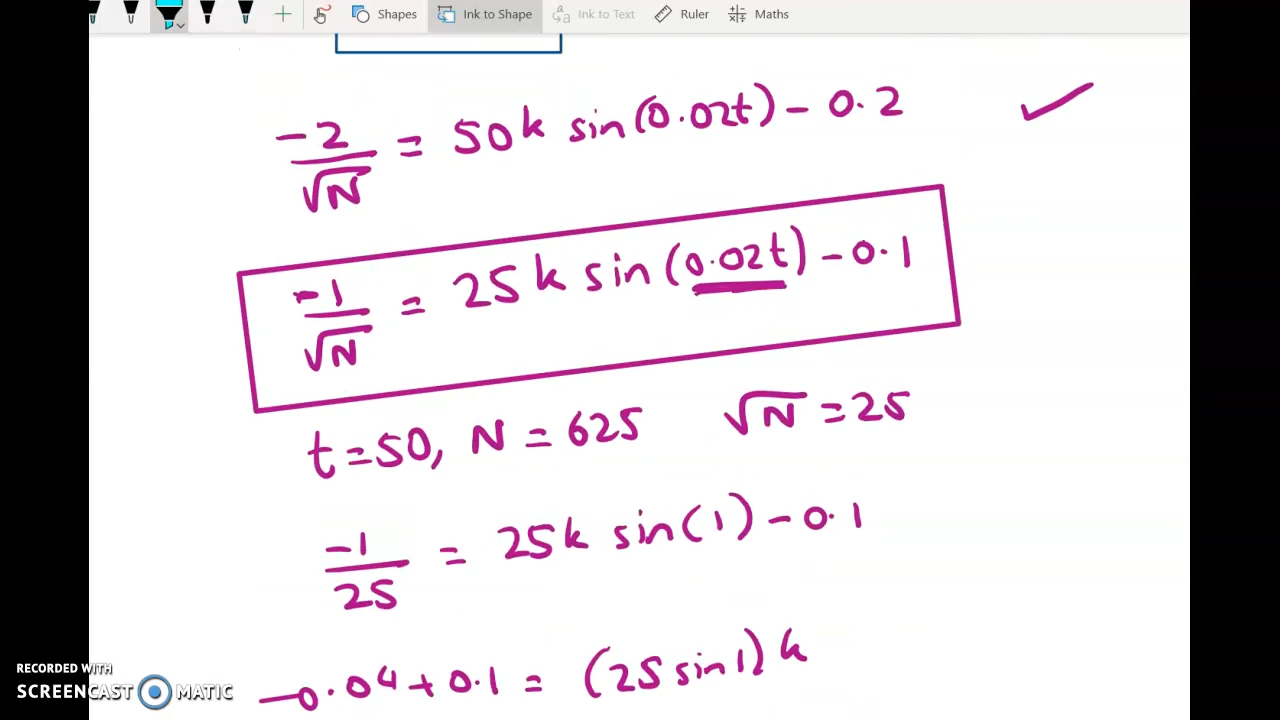 Shapes Ink to Shape Ink to Text Ruler Maths
-2/√N = 50k sin(0.02t) - 0.2 ✓
-1/√N = 25k sin(0.02t) - 0.1
t=50, N = 625 √N = 25
-1/25 = 25k sin(1) - 0.1
-0.04 + 0.1 = (25 sin1) k
RECORDED WITH
SCREENCAST MATIC